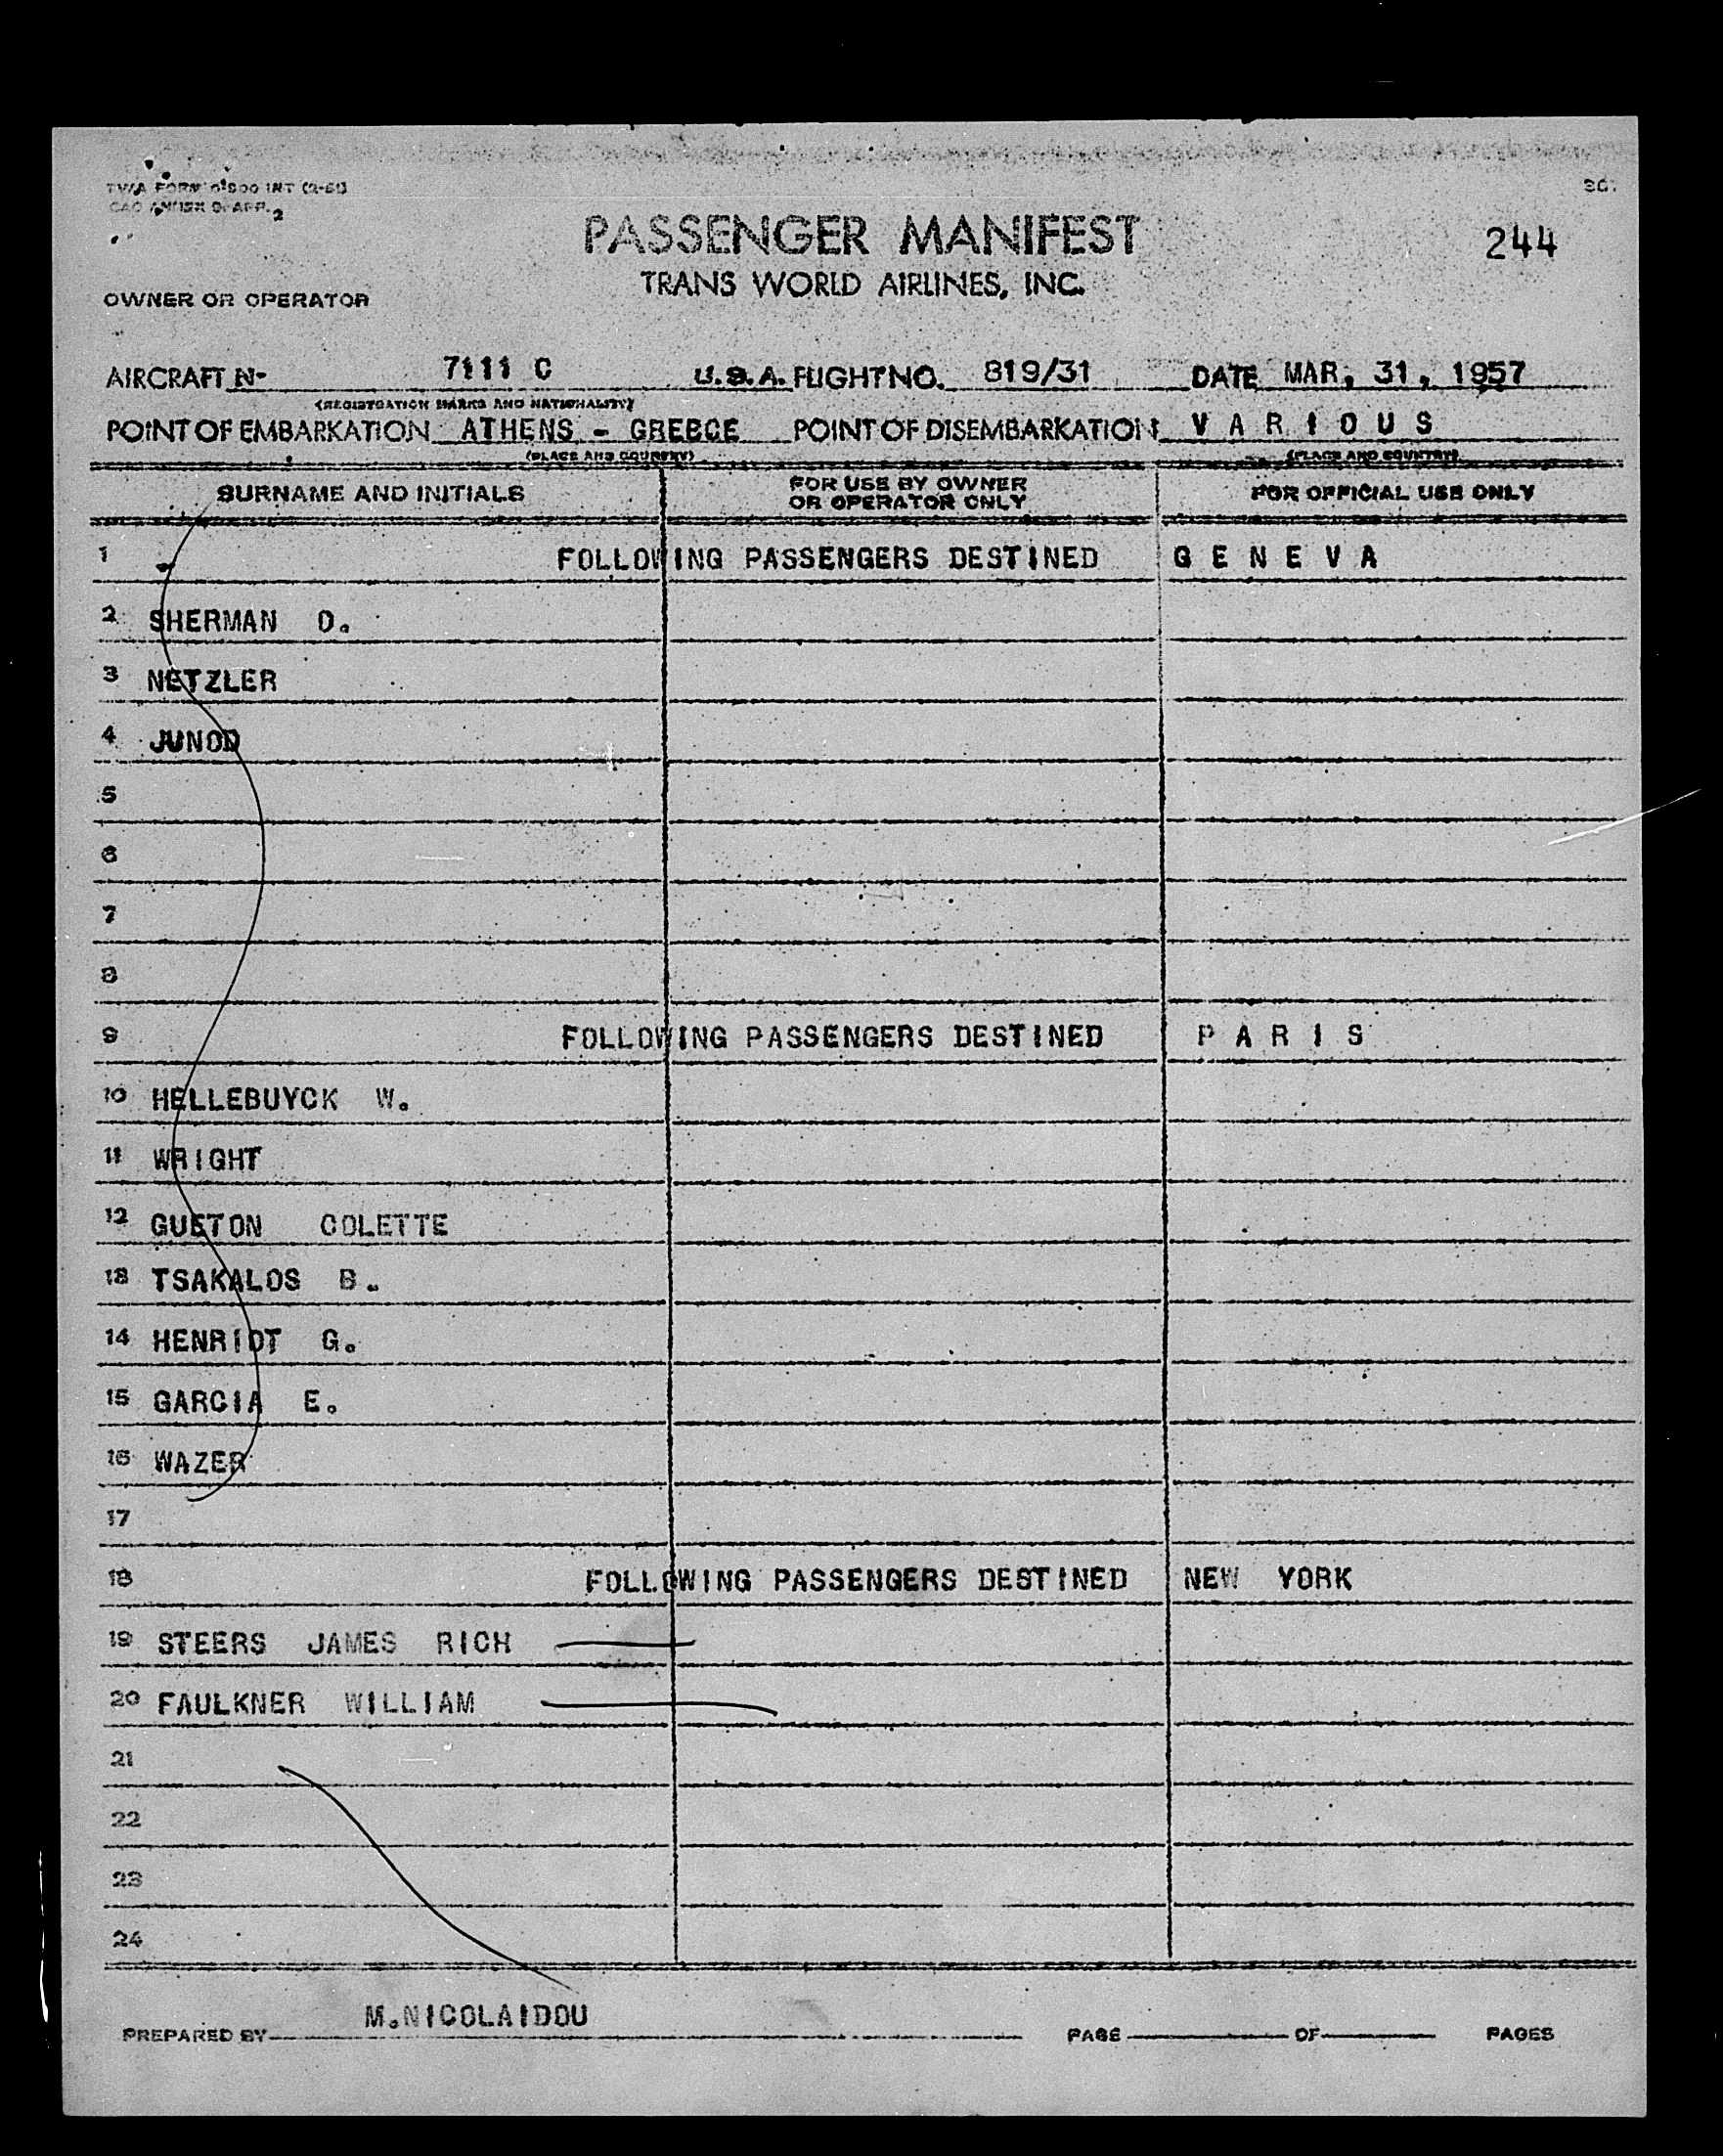 PASSENGER MANIFEST
244
TRANS WORLD AIRLINES, INC.
OWNER OR OPERATOR
AIRCRAFT N- 7111 C U.S.A. FLIGHT NO. 819/31 DATE MAR, 31, 1957
(REGISTRATION MARKS AND NATIONALITY)
POINT OF EMBARKATION ATHENS - GREECE POINT OF DISEMBARKATION V A R I O U S
(PLACE AND COUNTRY) (PLACE AND COUNTRY)
SURNAME AND INITIALS FOR USE BY OWNER OR OPERATOR ONLY FOR OFFICIAL USE ONLY
1 FOLLOWING PASSENGERS DESTINED G E N E V A
2 SHERMAN D.
3 NETZLER
4 JUNOD
5
6
7
8
9 FOLLOWING PASSENGERS DESTINED P A R I S
10 HELLEBUYCK W.
11 WRIGHT
12 GUETON COLETTE
13 TSAKALOS B.
14 HENRIOT G.
15 GARCIA E.
16 WAZER
17
18 FOLLOWING PASSENGERS DESTINED NEW YORK
19 STEERS JAMES RICH
20 FAULKNER WILLIAM
21
22
23
24
M.NICOLAIDOU
PREPARED BY PAGE OF PAGES